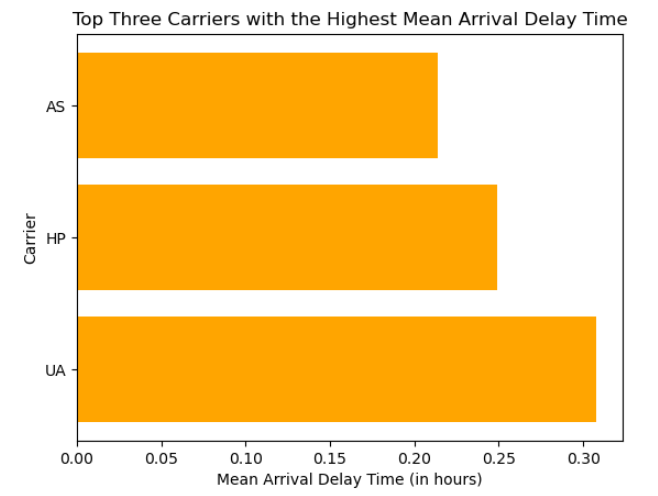 Top Three Carriers with the Highest Mean Arrival Delay Time
AS
HP
UA
Carrier
0.00 0.05 0.10 0.15 0.20 0.25 0.30
Mean Arrival Delay Time (in hours)